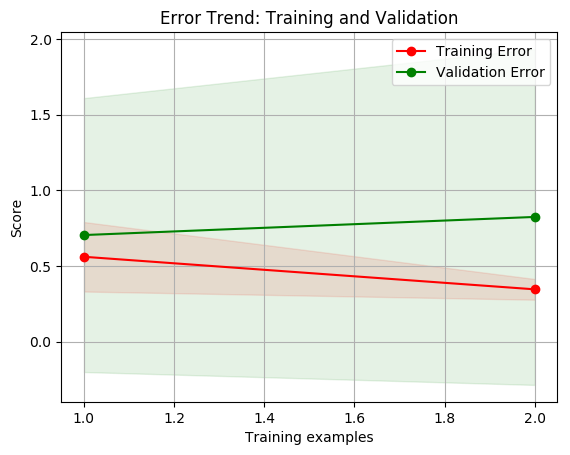 Error Trend: Training and Validation
Training Error
Validation Error
Score
2.0
1.5
1.0
0.5
0.0
1.0 1.2 1.4 1.6 1.8 2.0
Training examples